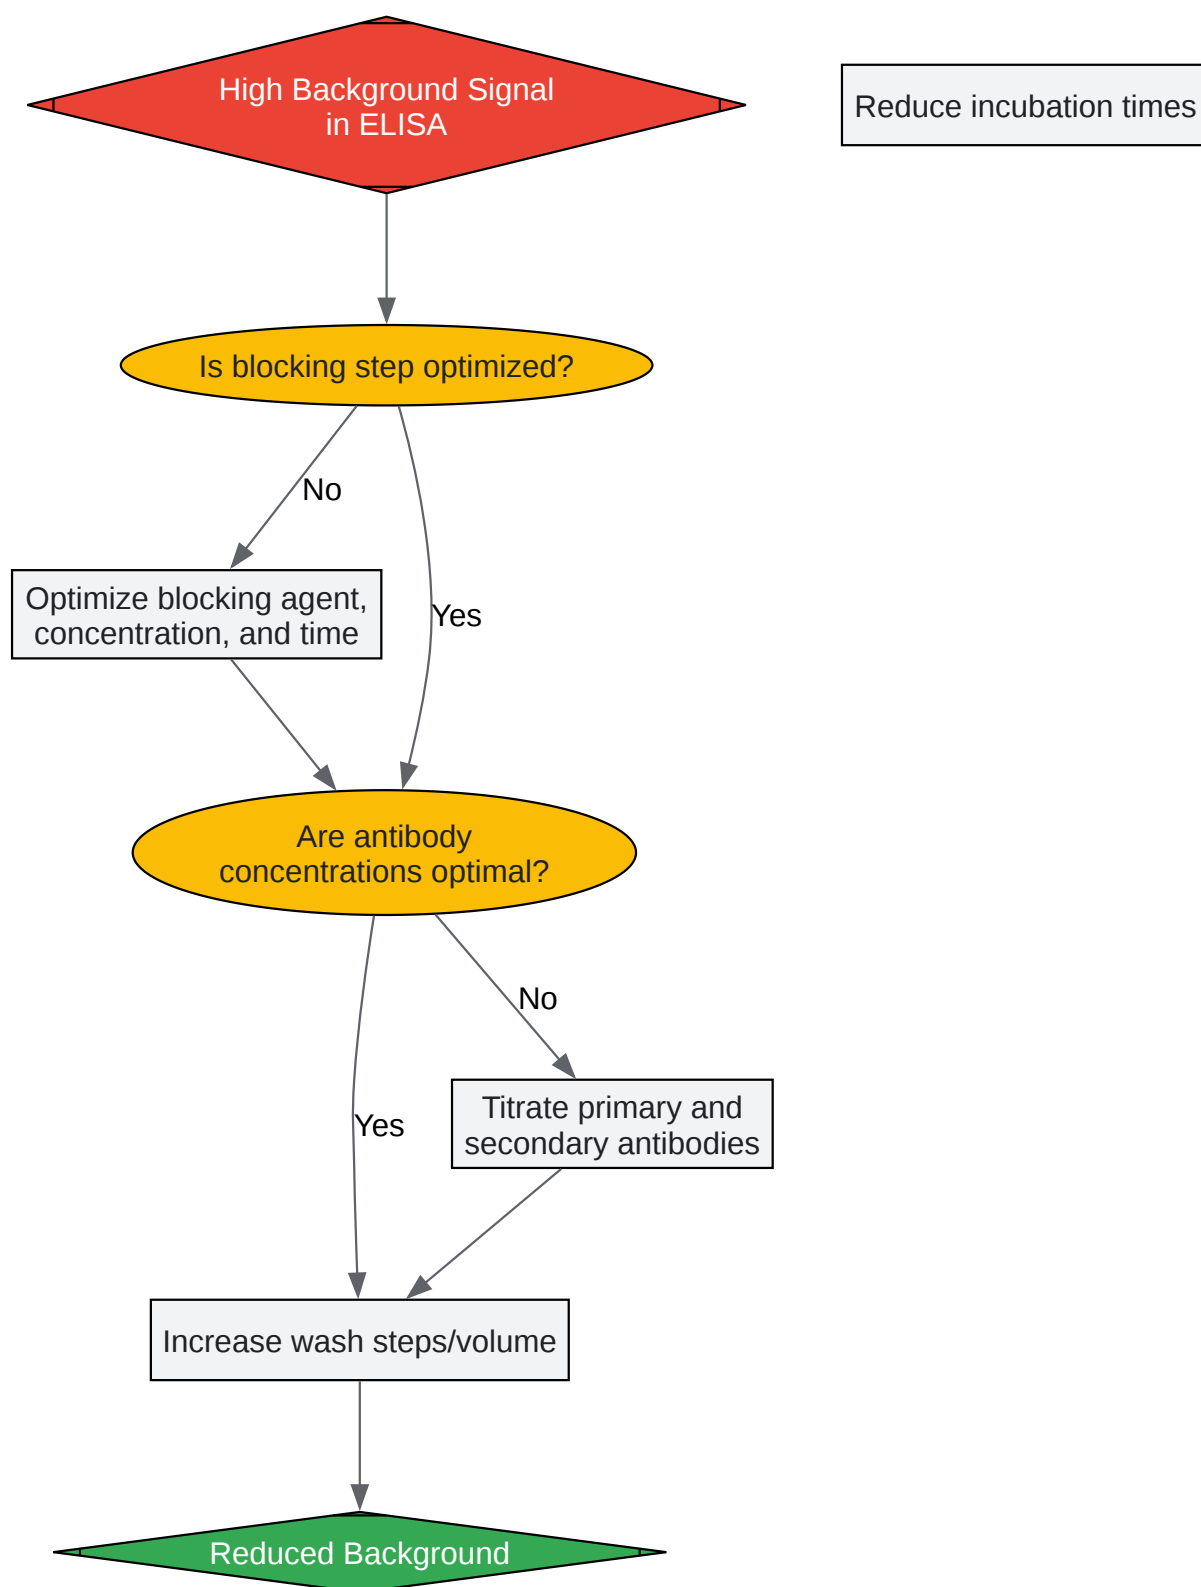 High Background Signal
in ELISA
Reduce incubation times
Is blocking step optimized?
No
Optimize blocking agent,
concentration, and time
Yes
Are antibody
concentrations optimal?
No
Titrate primary and
secondary antibodies
Yes
Increase wash steps/volume
Reduced Background